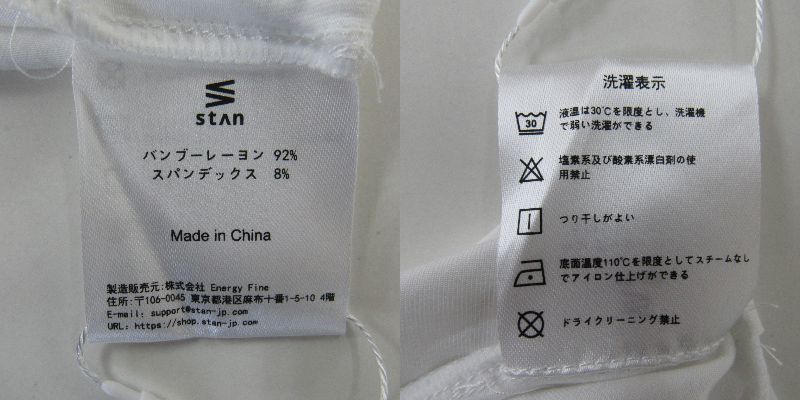 stan
バンブーレーヨン 92%
スパンデックス 8%
Made in China
製造販売元:株式会社 Energy Fine
住所:〒106-0045 東京都港区麻布十番1-5-10 4階
E-mail: support@stan-jp.com
URL: https://shop.stan-jp.com
洗濯表示
30
液温は30℃を限度とし、洗濯機
で弱い洗濯ができる
塩素系及び酸素系漂白剤の使
用禁止
つり干しがよい
底面温度110℃を限度としてスチームなし
でアイロン仕上げができる
ドライクリーニング禁止